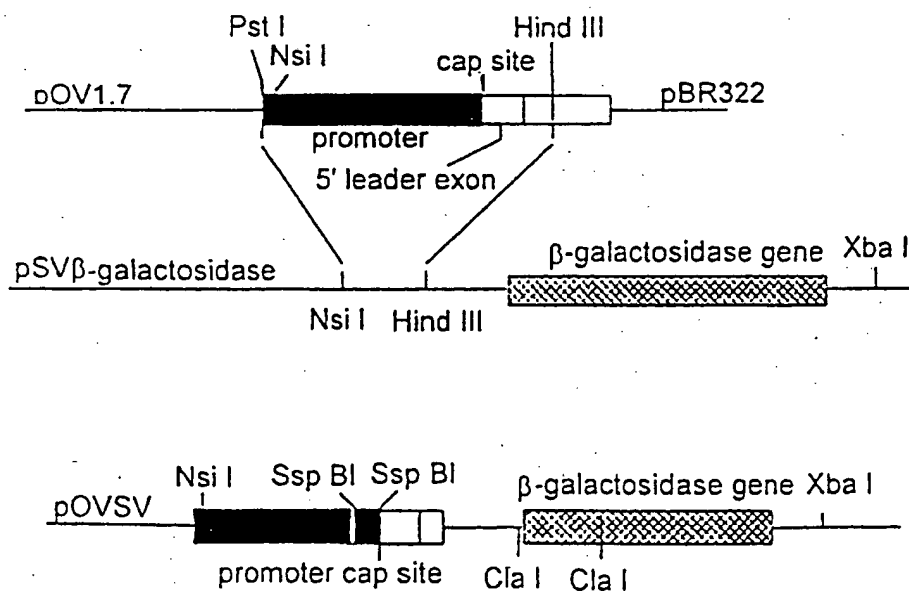 Pst I
Hind III
Nsi I
cap site
pOV1.7
pBR322
promoter
5' leader exon
pSVβ-galactosidase
β-galactosidase gene
Xba I
Nsi I
Hind III
Nsi I
Ssp BI
Ssp BI
β-galactosidase gene
Xba I
pOVSV
promoter cap site
Cla I
Cla I